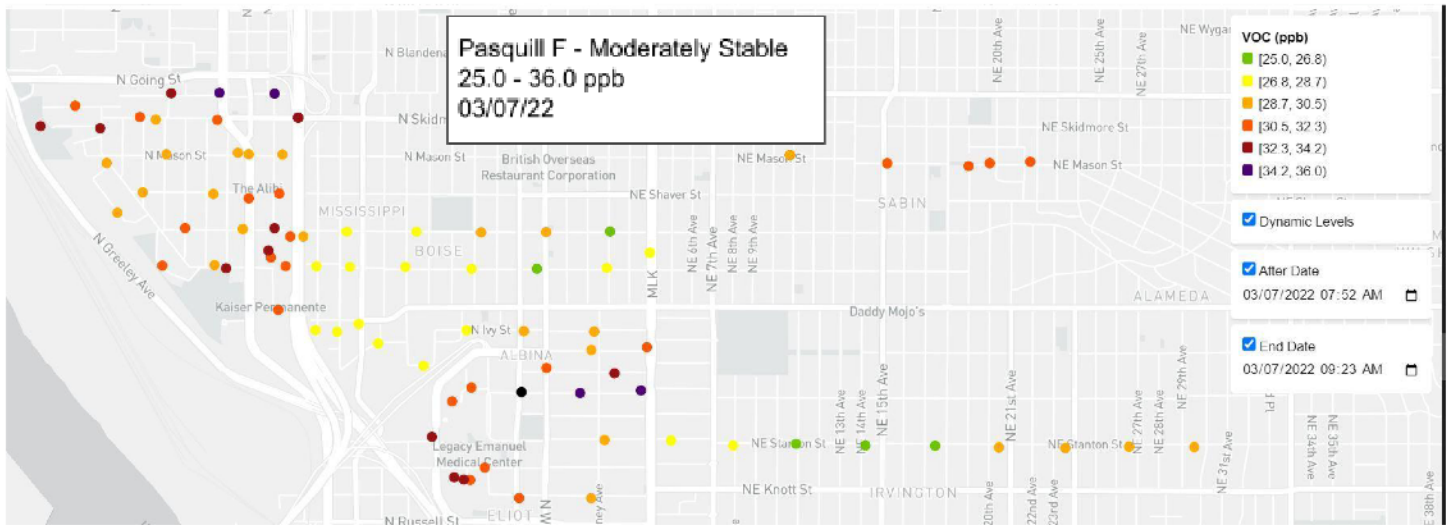 Pasquill F - Moderately Stable
25.0 - 36.0 ppb
03/07/22
VOC (ppb)
[25.0, 26.8)
[26.8, 28.7)
[28.7, 30.5)
[30.5, 32.3)
[32.3, 34.2)
[34.2, 36.0)
Dynamic Levels
After Date
03/07/2022 07:52 AM
End Date
03/07/2022 09:23 AM
N
N
N Going St
N Skidm
N Mason St
N Mason St
British Overseas
Restaurant Corporation
NE Mason St
NE Skidmore St
NE Mason St
NE 20th Ave
NE 25th Ave
NE 27th Ave
The Alibi
NE Shaver St
SABIN
MISSISSIPPI
BOISE
NE 6th Ave
NE 7th Ave
NE 8th Ave
NE 9th Ave
N Greeley Ave
MLK
Kaiser Permanente
Daddy Mojo's
ALAMEDA
N Ivy St
ALBINA
NE 13th Ave
NE 14th Ave
NE 15th Ave
NE 21st Ave
NE 27th Ave
NE 28th Ave
NE 29th Ave
Legacy Emanuel
Medical Center
NE Stanton St
NE Stanton St
NE 31st Ave
NE 34th Ave
NE 35th Ave
NE Knott St
IRVINGTON
N Russell St
ELIOT
N W
ney Ave
20th Ave
22nd Ave
23rd Ave
E 38th Ave